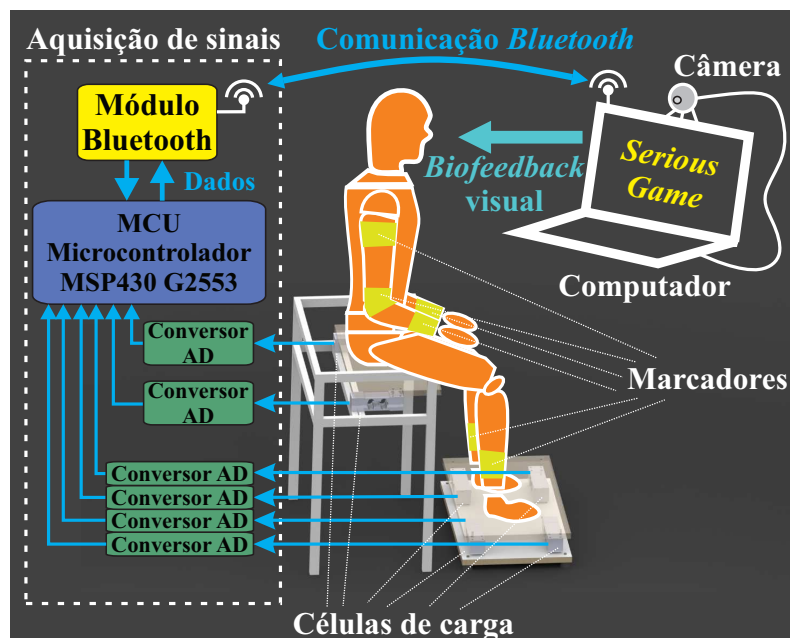 Aquisição de sinais
Comunicação Bluetooth
Câmera
Módulo
Bluetooth
Dados
Biofeedback
visual
Serious
Game
MCU
Microcontrolador
MSP430 G2553
Computador
Conversor
AD
Conversor
AD
Marcadores
Conversor AD
Conversor AD
Conversor AD
Conversor AD
Células de carga